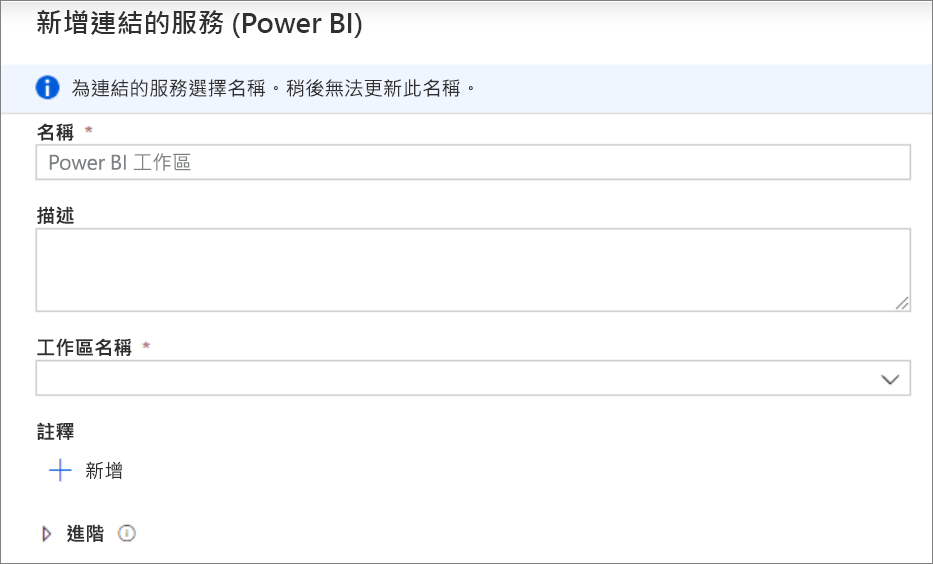 新增連結的服務 (Power BI)
為連結的服務選擇名稱。稍後無法更新此名稱。
名稱 *
Power BI 工作區
描述
工作區名稱 *
註釋
新增
進階